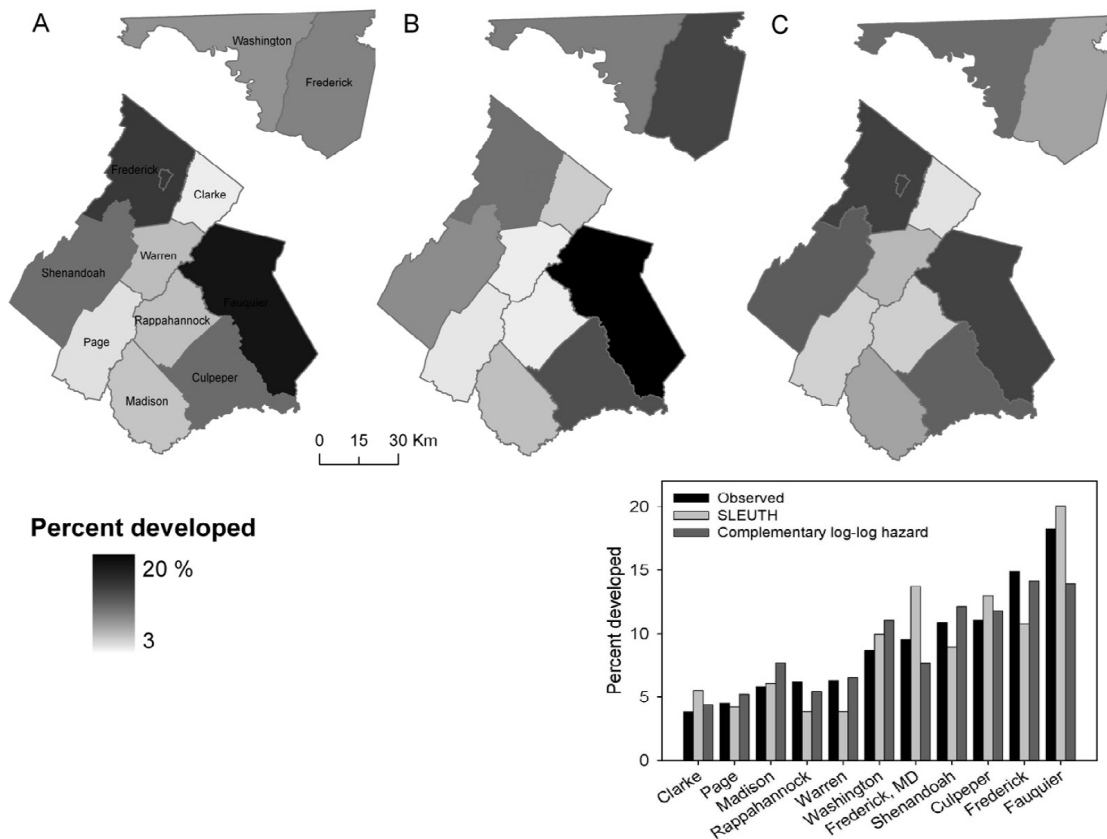 A
B
C
Washington
Frederick
Frederick
Clarke
Warren
Shenandoah
Fauquier
Rappahannock
Page
Culpeper
Madison
0 15 30 Km
Percent developed
20 %
3
Observed
SLEUTH
Complementary log-log hazard
Percent developed
20
15
10
5
0
Clarke
Page
Madison
Rappahannock
Warren
Washington
Frederick, MD
Shenandoah
Culpeper
Frederick
Fauquier